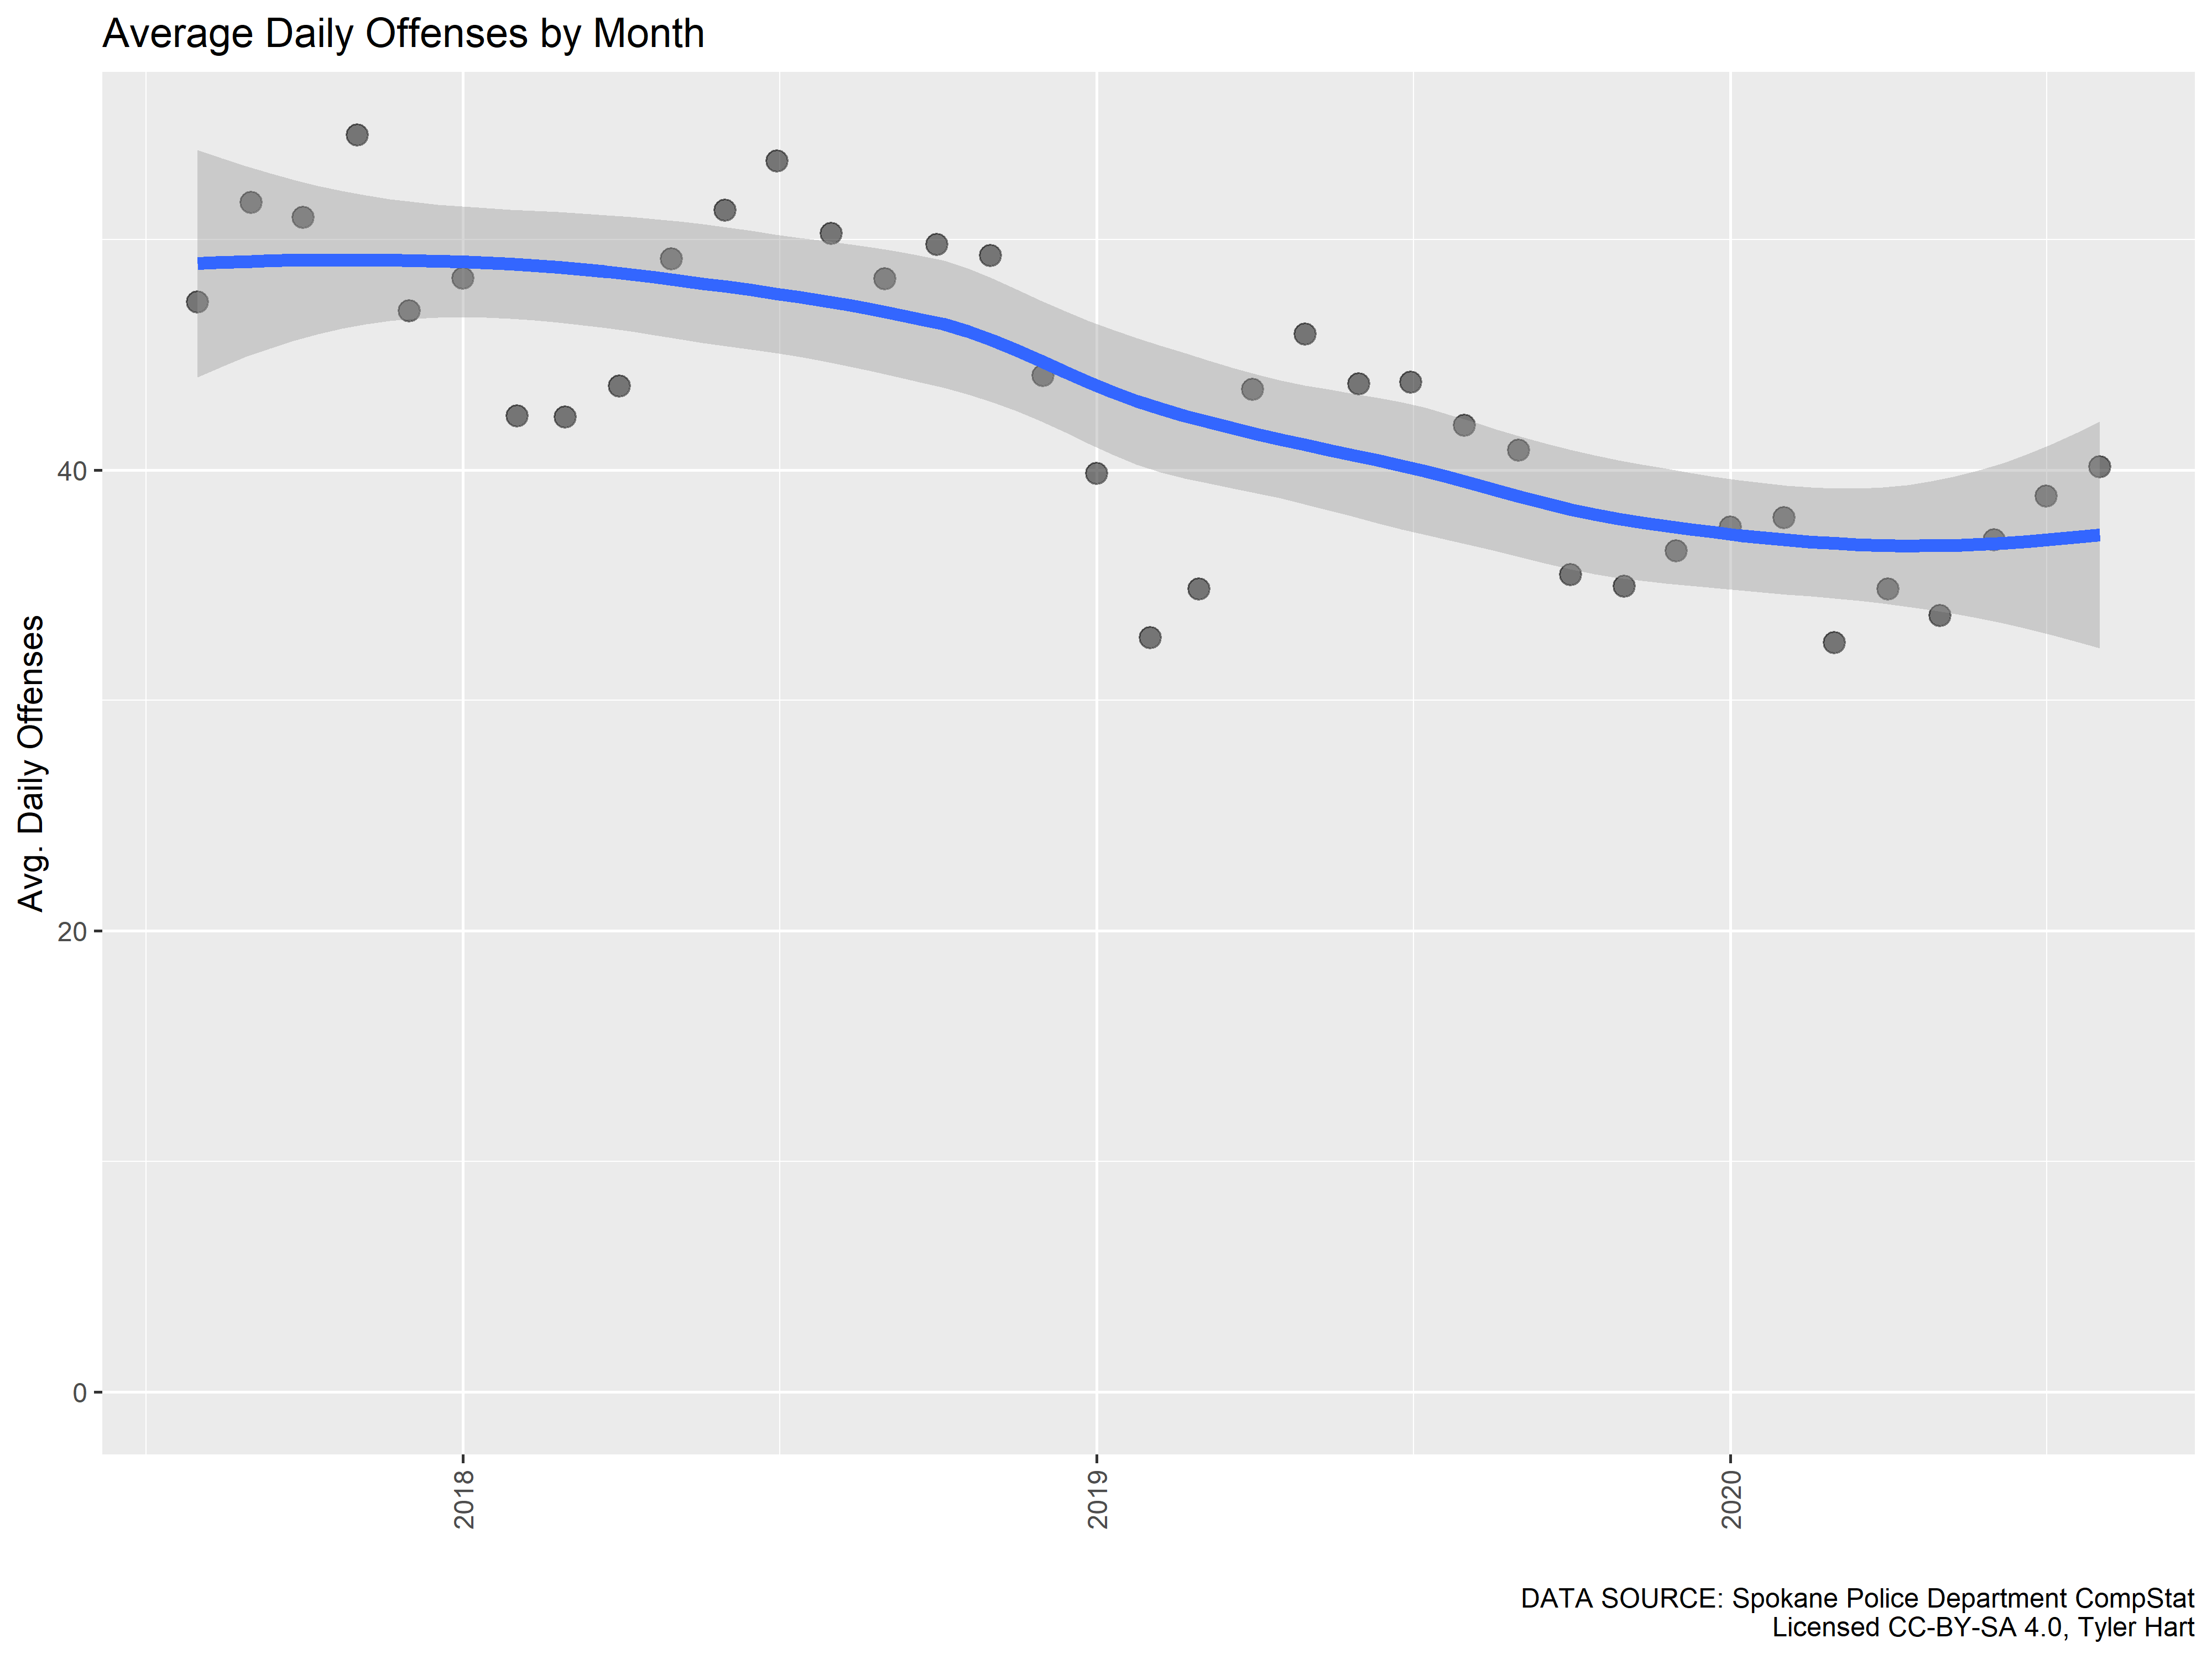 Average Daily Offenses by Month
Avg. Daily Offenses
40
20
0
2018
2019
2020
DATA SOURCE: Spokane Police Department CompStat
Licensed CC-BY-SA 4.0, Tyler Hart